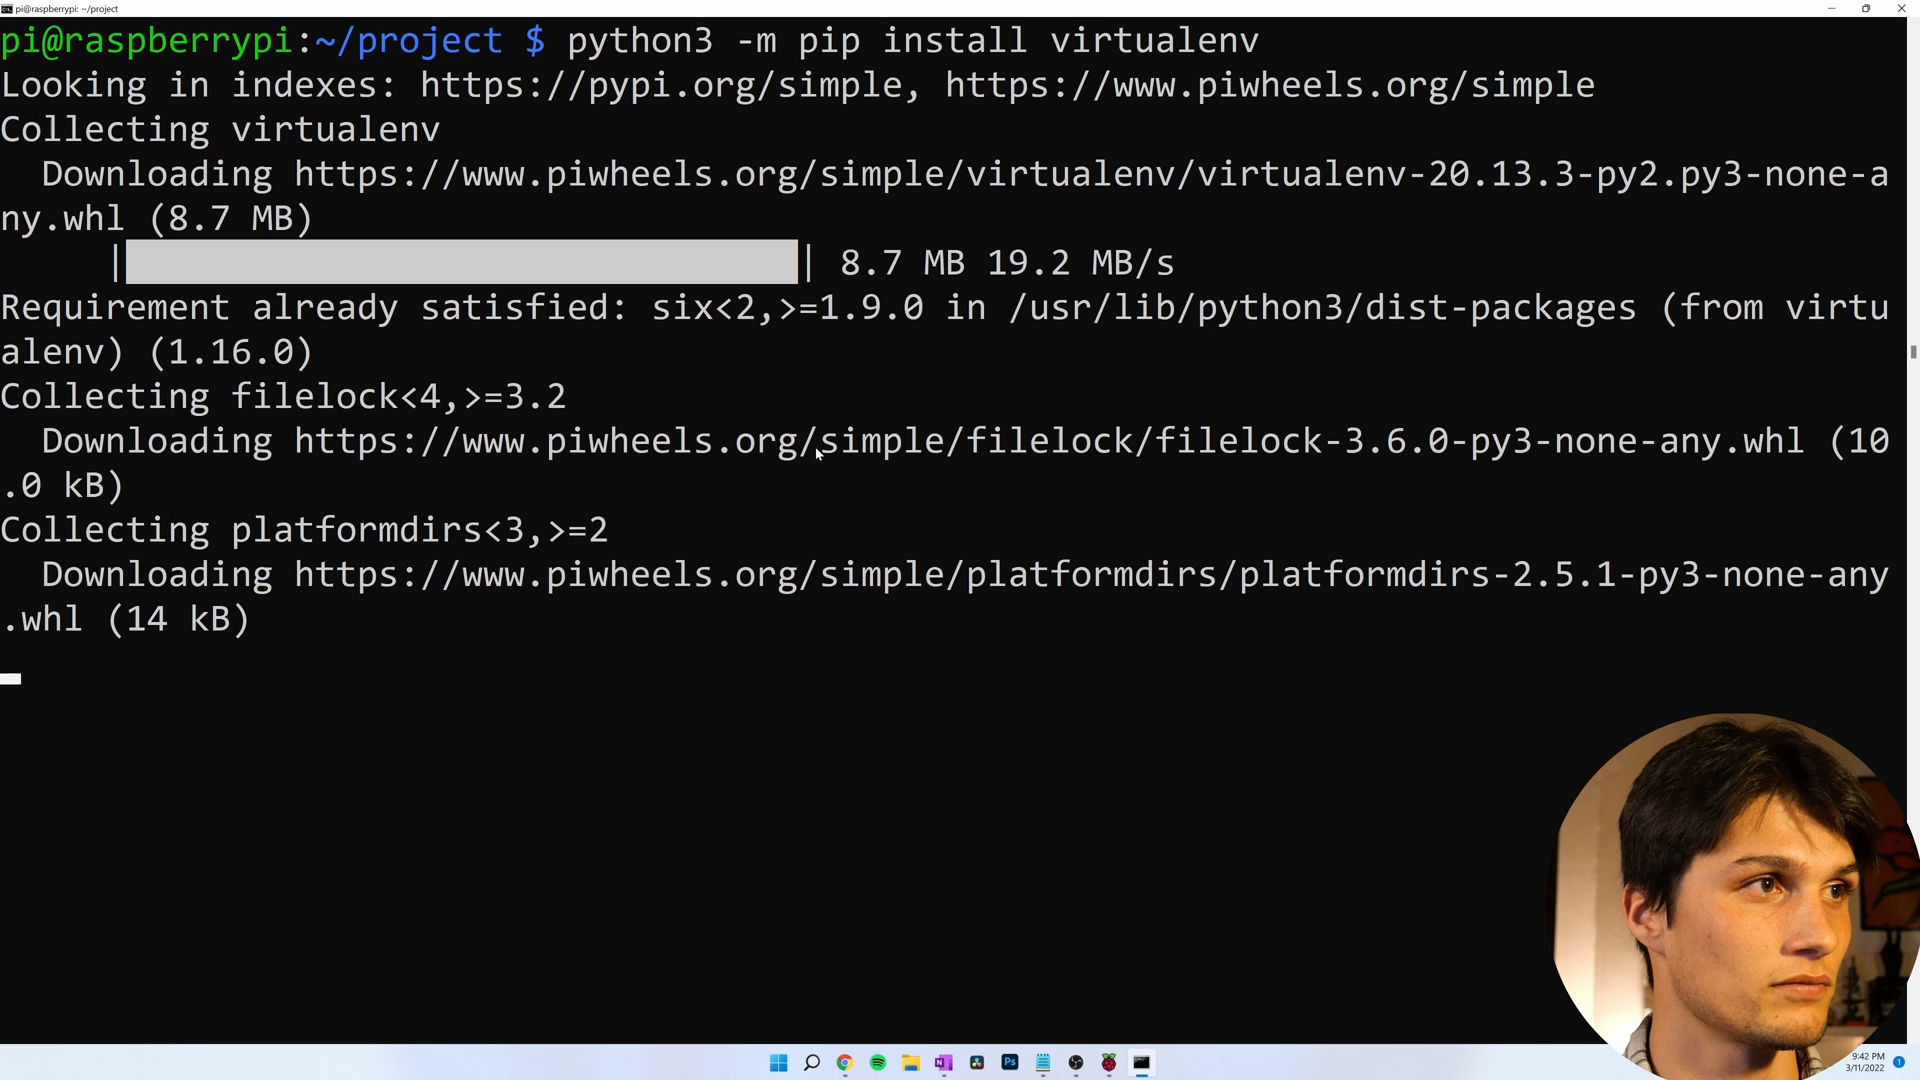 pi@raspberrypi: ~/project
pi@raspberrypi:~/project $ python3 -m pip install virtualenv
Looking in indexes: https://pypi.org/simple, https://www.piwheels.org/simple
Collecting virtualenv
  Downloading https://www.piwheels.org/simple/virtualenv/virtualenv-20.13.3-py2.py3-none-a
ny.whl (8.7 MB)
| | 8.7 MB 19.2 MB/s
Requirement already satisfied: six<2,>=1.9.0 in /usr/lib/python3/dist-packages (from virtu
alenv) (1.16.0)
Collecting filelock<4,>=3.2
  Downloading https://www.piwheels.org/simple/filelock/filelock-3.6.0-py3-none-any.whl (10
.0 kB)
Collecting platformdirs<3,>=2
  Downloading https://www.piwheels.org/simple/platformdirs/platformdirs-2.5.1-py3-none-any
.whl (14 kB)
N
Ps
9:42 PM
3/11/2022
1